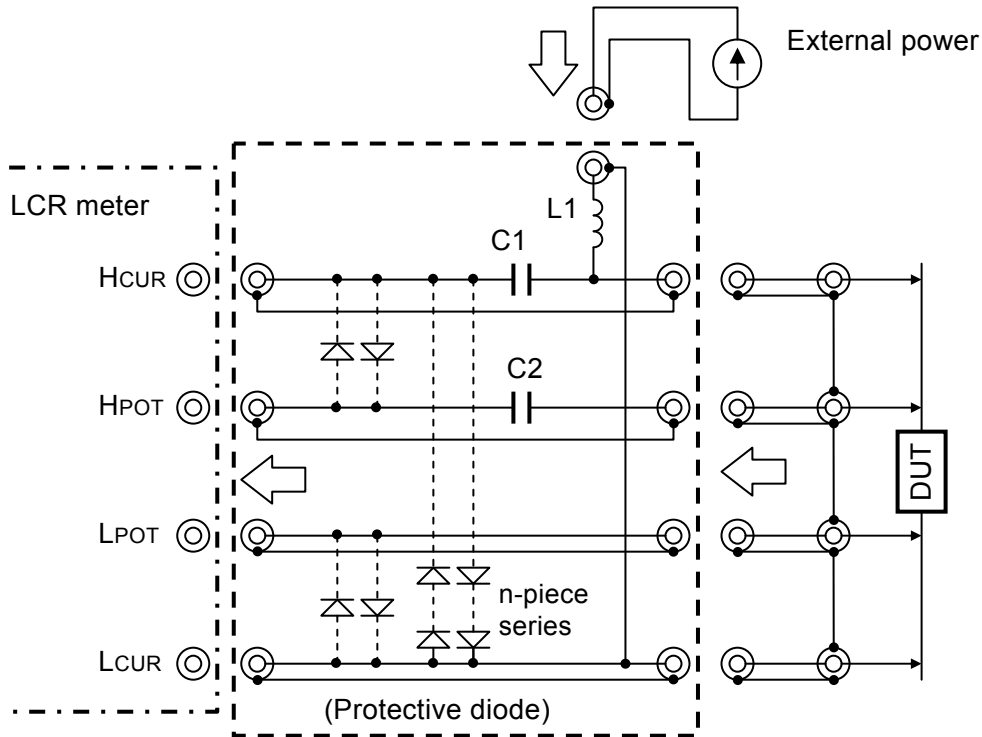 External power
LCR meter
L1
C1
HCUR
C2
HPOT
DUT
LPOT
n-piece
series
LCUR
(Protective diode)